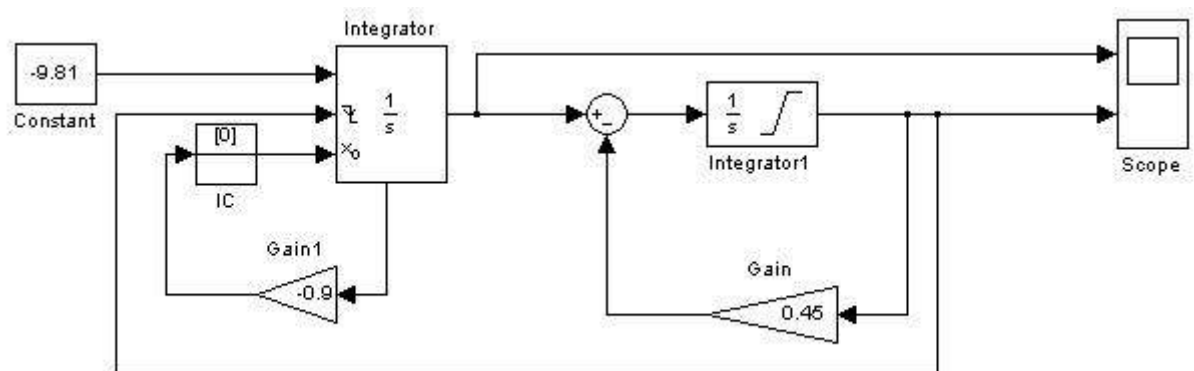 Integrator
-9.81
Constant
1
s
[0]
x0
IC
Gain1
-0.9
+
−
1
s
Integrator1
Gain
0.45
Scope